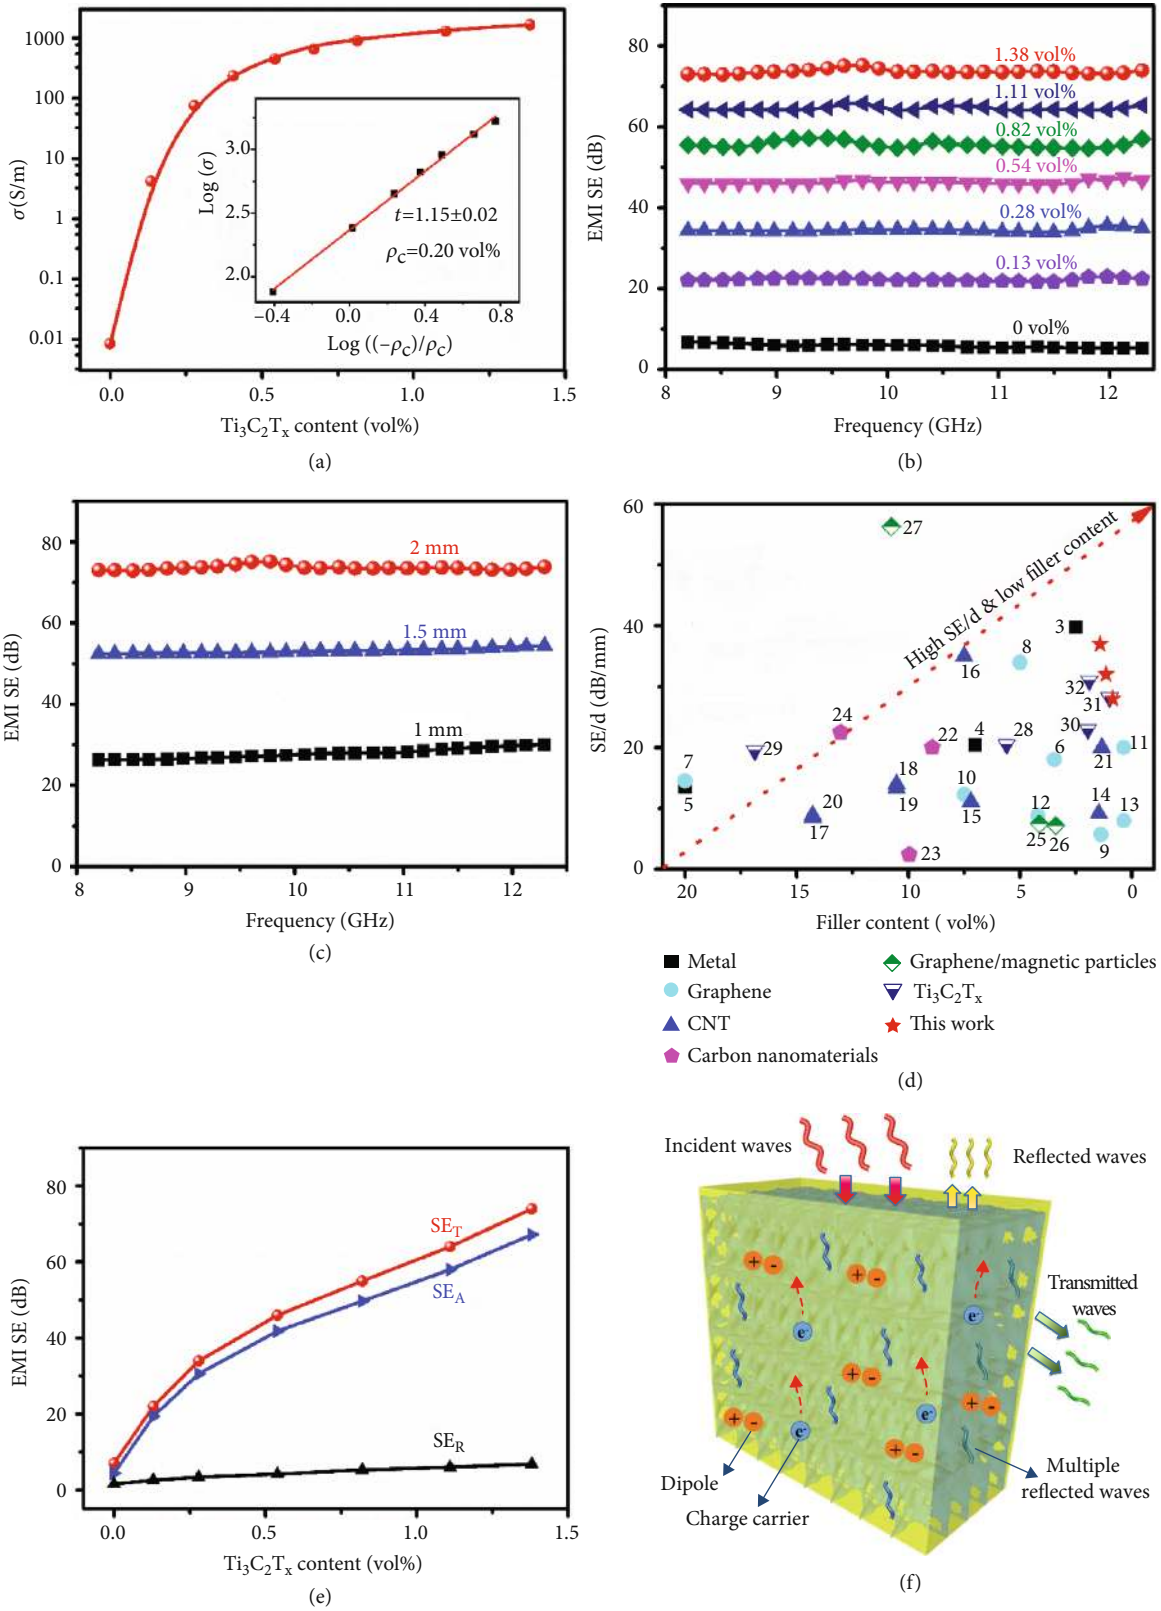 1000
100
10
1
0.1
0.01
σ(S/m)
0.0
0.5
1.0
1.5
Ti₃C₂Tₓ content (vol%)
3.0
2.5
2.0
Log (σ)
t=1.15±0.02
ρC=0.20 vol%
−0.4
0.0
0.4
0.8
Log ((−ρC)/ρC)
(a)
80
60
40
20
0
EMI SE (dB)
1.38 vol%
1.11 vol%
0.82 vol%
0.54 vol%
0.28 vol%
0.13 vol%
0 vol%
8
9
10
11
12
Frequency (GHz)
(b)
80
60
40
20
0
EMI SE (dB)
2 mm
1.5 mm
1 mm
8
9
10
11
12
Frequency (GHz)
(c)
60
40
20
0
SE/d (dB/mm)
High SE/d & low filler content
27
3
8
16
32
31
24
30
29
22
4
28
6
21
11
7
5
18
19
10
15
20
17
12
14
13
25
26
9
23
20
15
10
5
0
Filler content ( vol%)
Metal
Graphene
CNT
Carbon nanomaterials
Graphene/magnetic particles
Ti₃C₂Tₓ
This work
(d)
80
60
40
20
0
EMI SE (dB)
SET
SEA
SER
0.0
0.5
1.0
1.5
Ti₃C₂Tₓ content (vol%)
(e)
Incident waves
Reflected waves
Transmitted
waves
+ -
+ -
e-
e-
+ -
+ -
e-
e-
+ -
+ -
Dipole
Charge carrier
Multiple
reflected waves
(f)